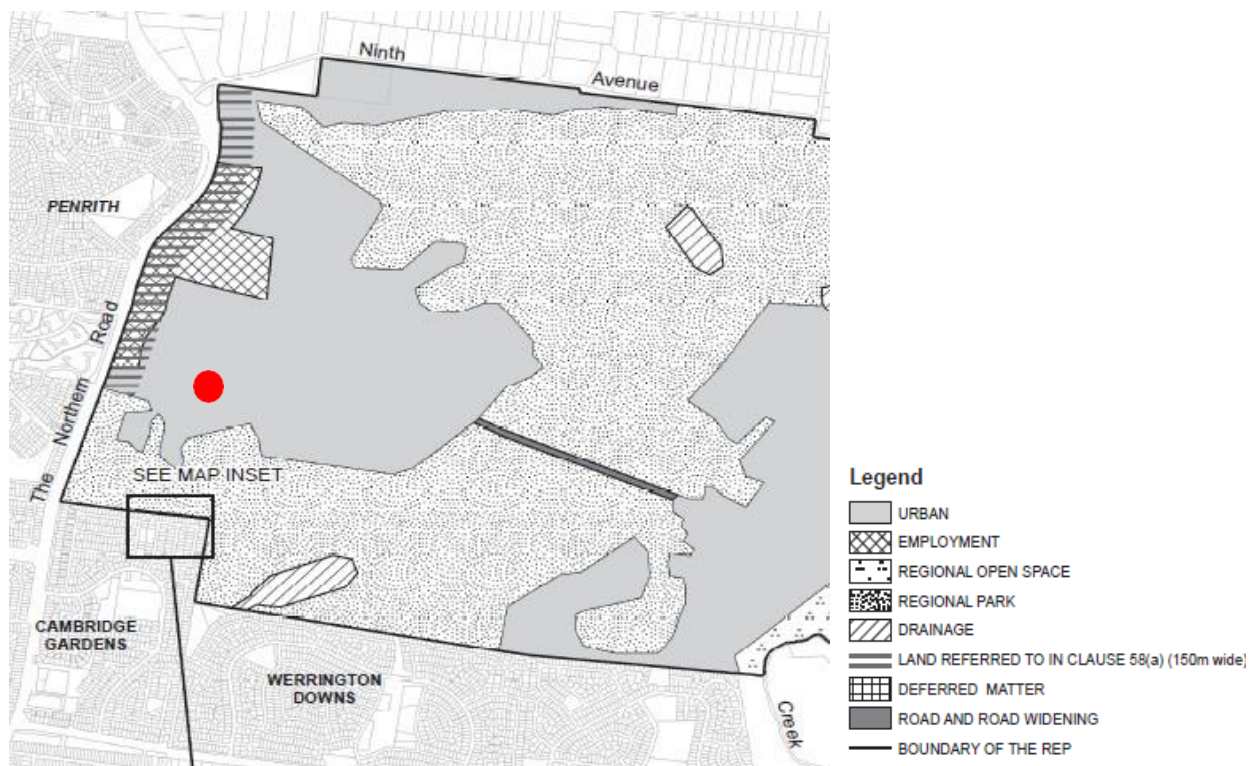 Ninth
Avenue
PENRITH
The Northern Road
SEE MAP INSET
CAMBRIDGE
GARDENS
WERRINGTON
DOWNS
Creek
Legend
URBAN
EMPLOYMENT
REGIONAL OPEN SPACE
REGIONAL PARK
DRAINAGE
LAND REFERRED TO IN CLAUSE 58(a) (150m wide)
DEFERRED MATTER
ROAD AND ROAD WIDENING
BOUNDARY OF THE REP